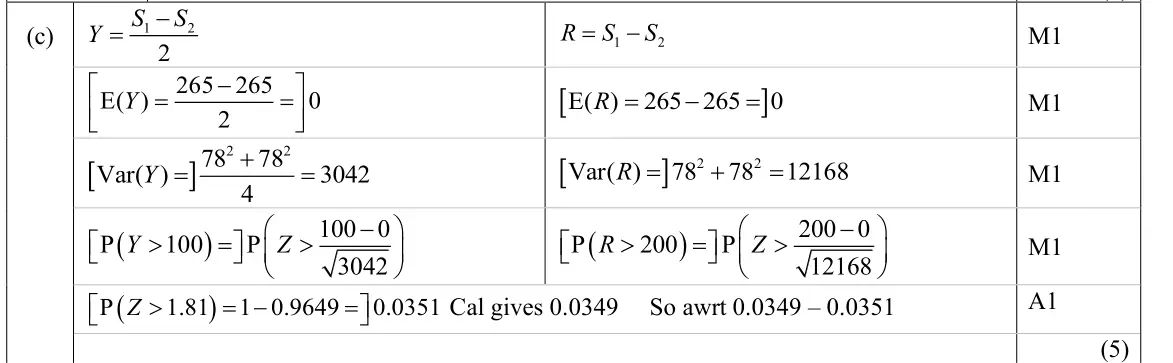 (c) Y = (S₁ − S₂)/2 R = S₁ − S₂ M1
[E(Y) = (265 − 265)/2 =] 0 [E(R) = 265 − 265 =] 0 M1
[Var(Y) =] (78² + 78²)/4 = 3042 [Var(R) =] 78² + 78² = 12168 M1
[P(Y > 100) =] P(Z > (100 − 0)/√3042) [P(R > 200) =] P(Z > (200 − 0)/√12168) M1
[P(Z > 1.81) = 1 − 0.9649 =] 0.0351 Cal gives 0.0349 So awrt 0.0349 – 0.0351 A1
(5)